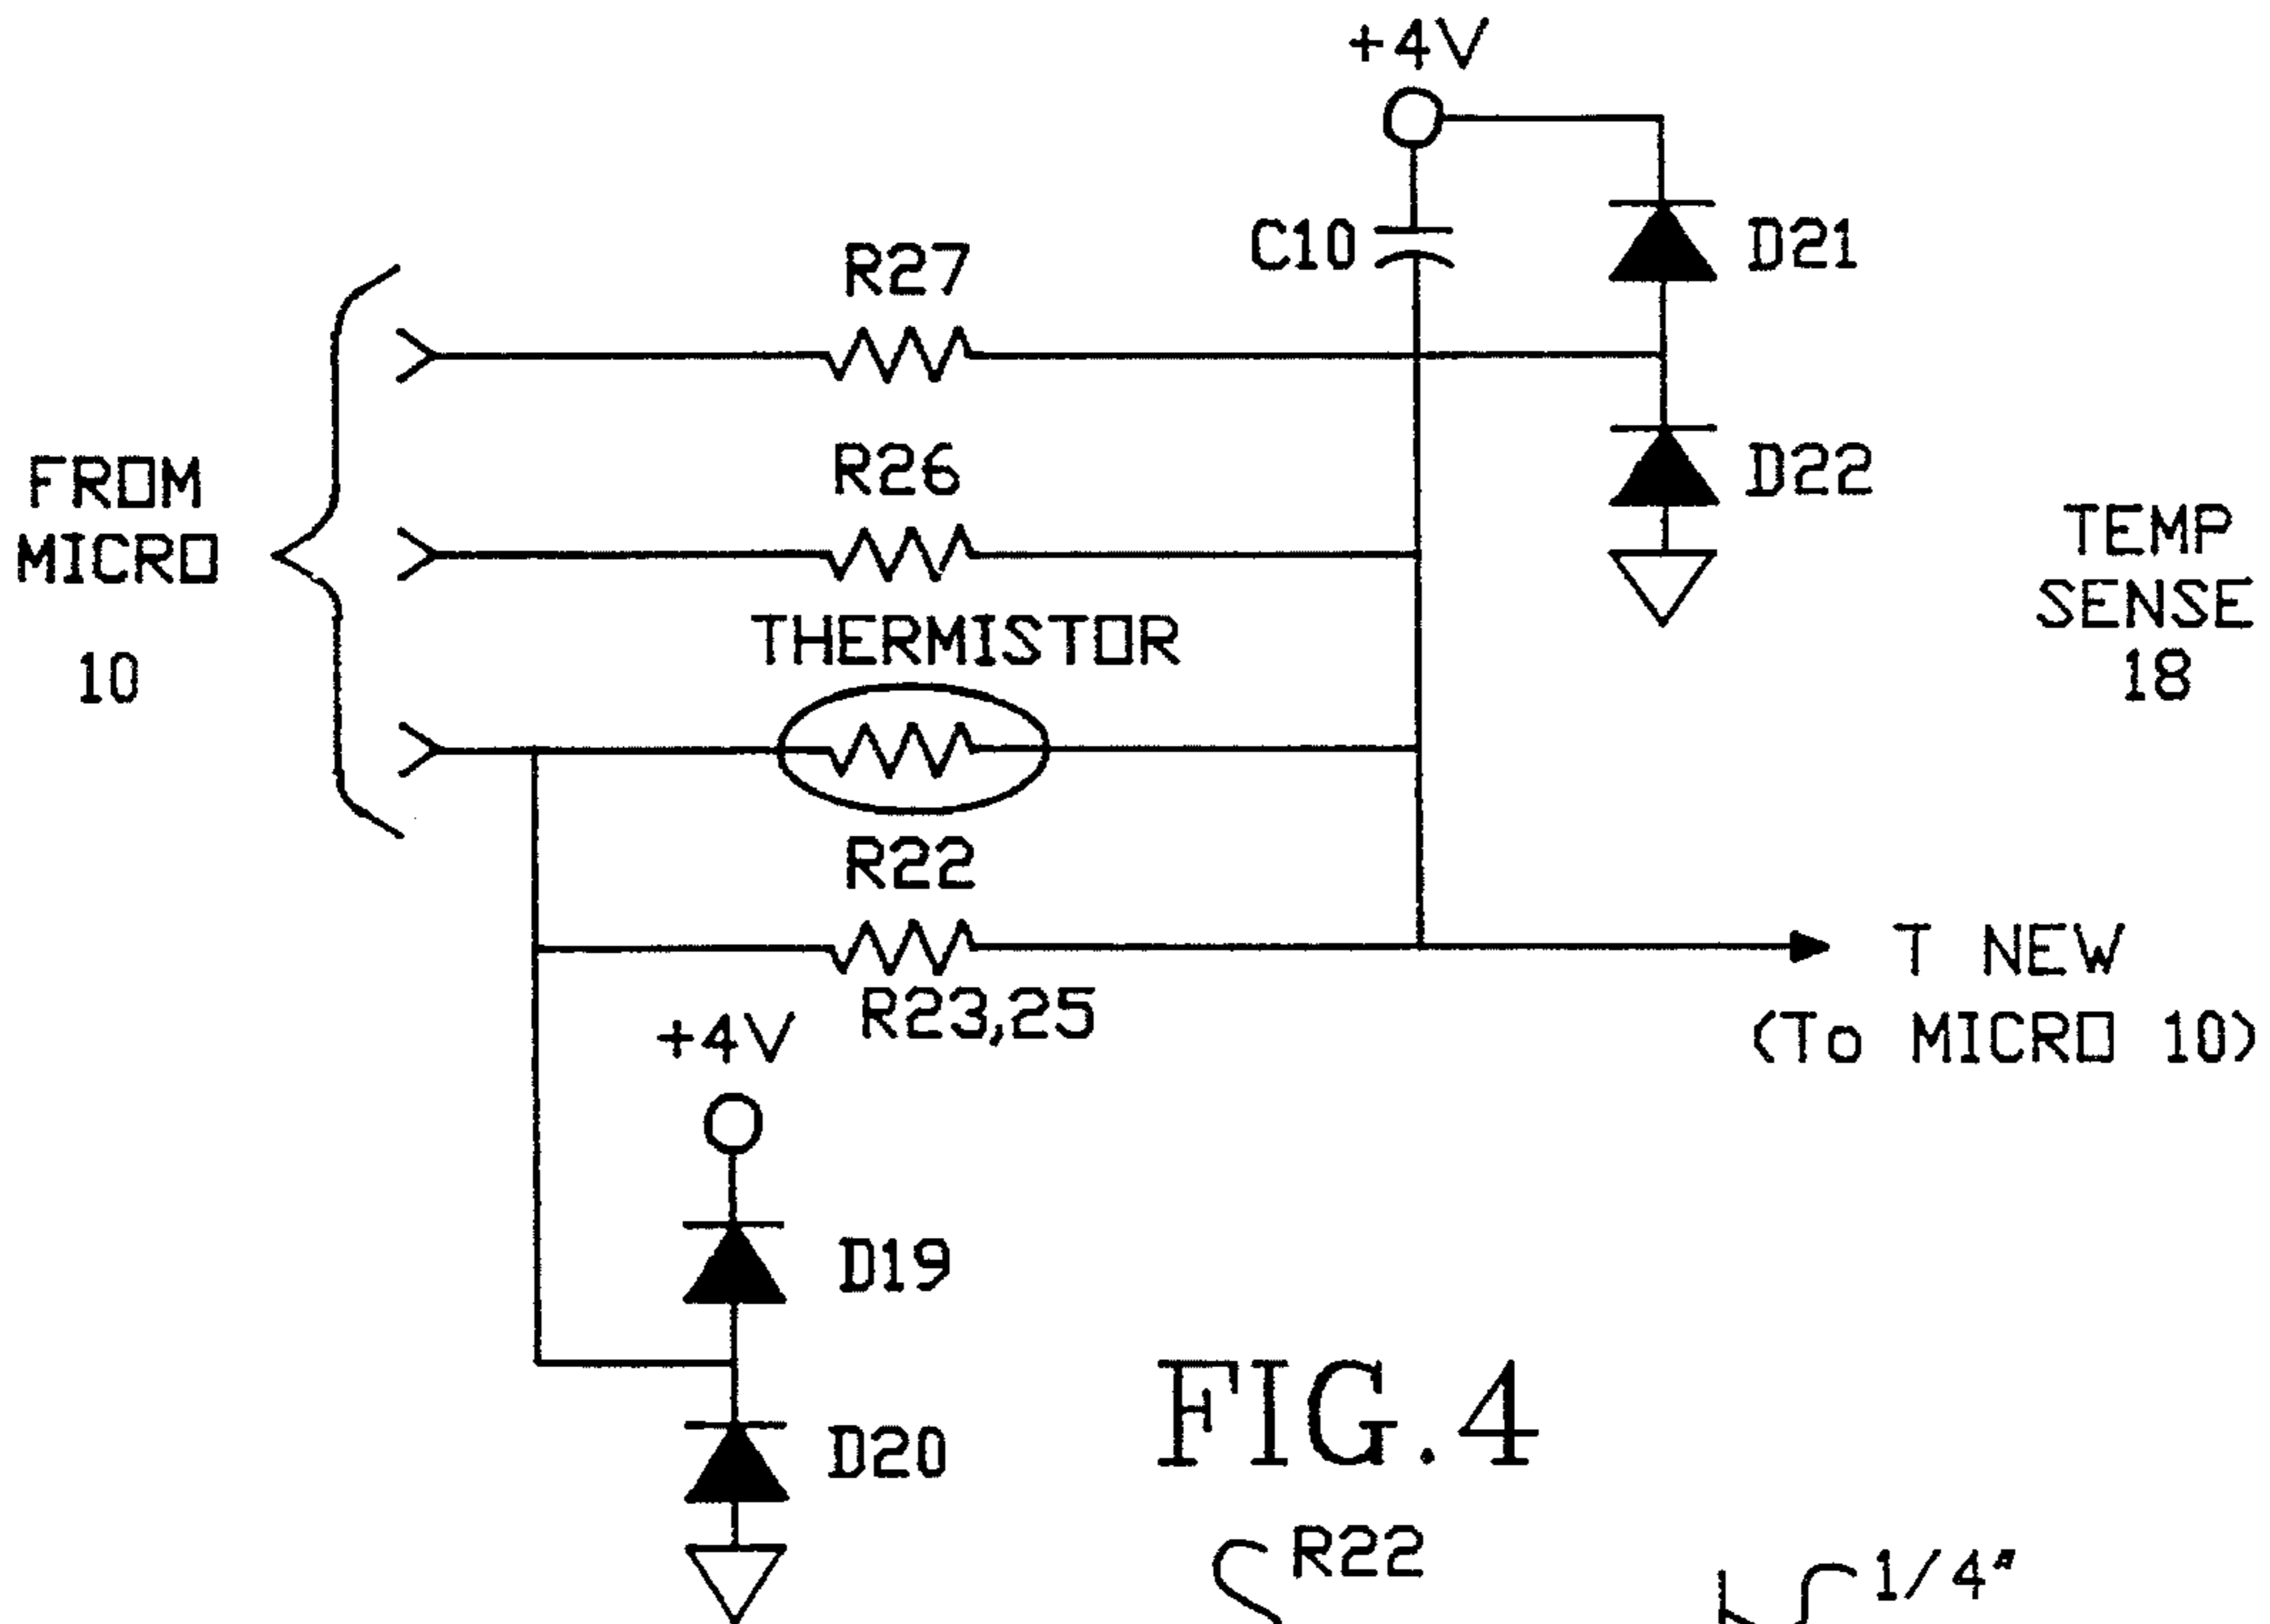 +4V
C10
D21
R27
FROM
MICRO
10
R26
D22
TEMP
SENSE
18
THERMISTOR
R22
R23,25
T NEW
(To MICRO 10)
+4V
D19
D20
FIG.4
R22
1/4"